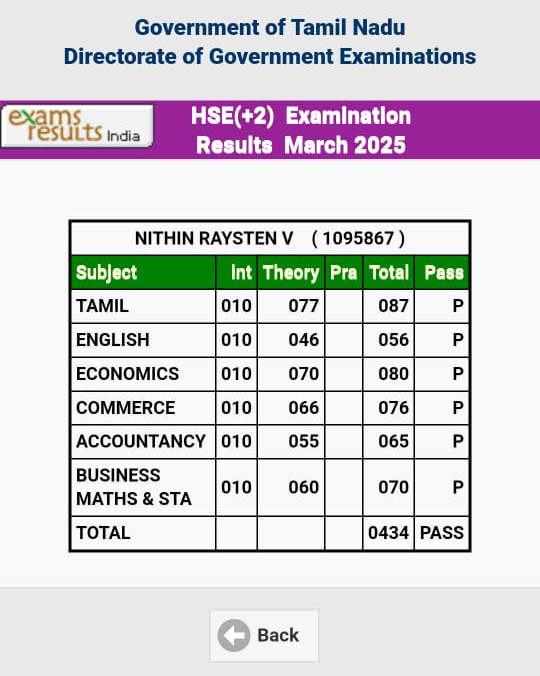 Government of Tamil Nadu
Directorate of Government Examinations
exams results India
HSE(+2) Examination
Results March 2025
NITHIN RAYSTEN V ( 1095867 )
Subject Int Theory Pra Total Pass
TAMIL 010 077 087 P
ENGLISH 010 046 056 P
ECONOMICS 010 070 080 P
COMMERCE 010 066 076 P
ACCOUNTANCY 010 055 065 P
BUSINESS
MATHS & STA 010 060 070 P
TOTAL 0434 PASS
Back